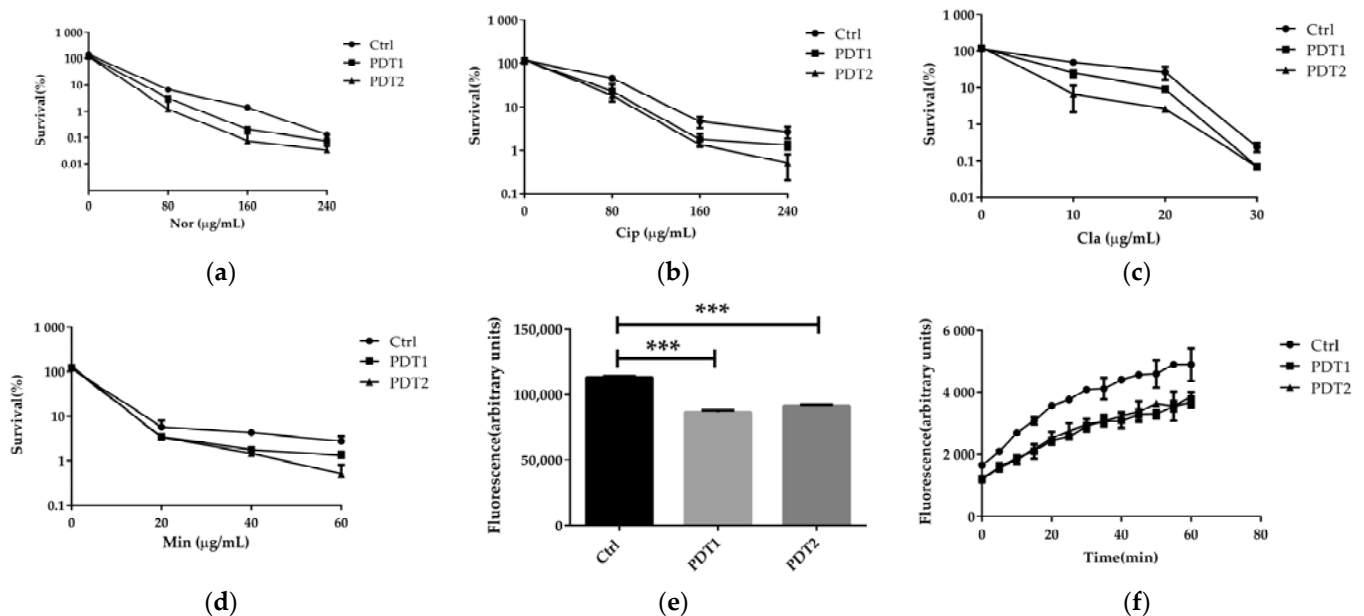 1 000
100
10
1
0.1
0.01
Survival(%)
0 80 160 240
Nor (µg/mL)
Ctrl
PDT1
PDT2
(a)
1 000
100
10
1
0.1
Survival(%)
0 80 160 240
Cip (µg/mL)
Ctrl
PDT1
PDT2
(b)
1 000
100
10
1
0.1
0.01
Survival(%)
0 10 20 30
Cla (µg/mL)
Ctrl
PDT1
PDT2
(c)
1 000
100
10
1
0.1
Survival(%)
0 20 40 60
Min (µg/mL)
Ctrl
PDT1
PDT2
(d)
150,000
100,000
50,000
0
Fluorescence(arbitrary units)
***
***
Ctrl PDT1 PDT2
(e)
6 000
4 000
2 000
0
Fluorescence(arbitrary units)
0 20 40 60 80
Time(min)
Ctrl
PDT1
PDT2
(f)